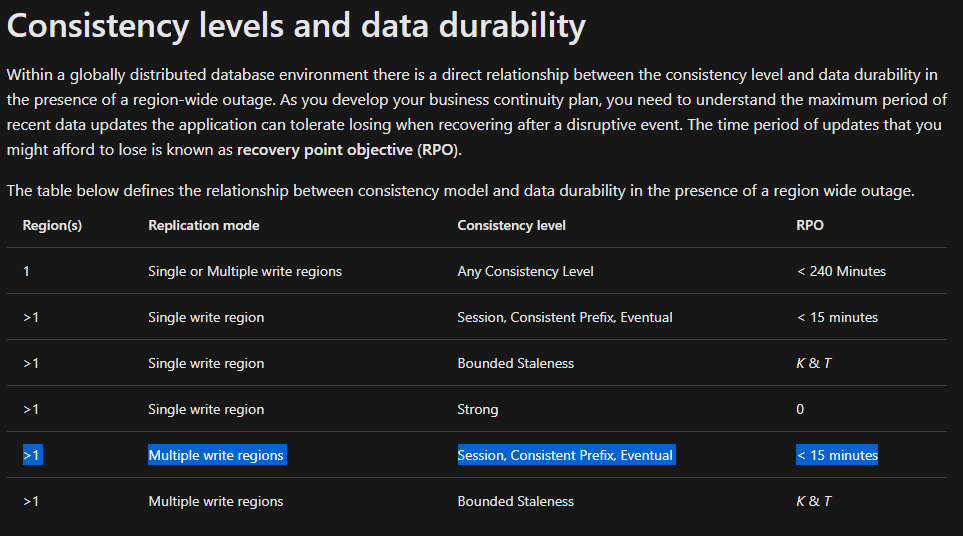 Consistency levels and data durability
Within a globally distributed database environment there is a direct relationship between the consistency level and data durability in
the presence of a region-wide outage. As you develop your business continuity plan, you need to understand the maximum period of
recent data updates the application can tolerate losing when recovering after a disruptive event. The time period of updates that you
might afford to lose is known as recovery point objective (RPO).
The table below defines the relationship between consistency model and data durability in the presence of a region wide outage.
Region(s) Replication mode Consistency level RPO
1 Single or Multiple write regions Any Consistency Level < 240 Minutes
>1 Single write region Session, Consistent Prefix, Eventual < 15 minutes
>1 Single write region Bounded Staleness K & T
>1 Single write region Strong 0
>1 Multiple write regions Session, Consistent Prefix, Eventual < 15 minutes
>1 Multiple write regions Bounded Staleness K & T